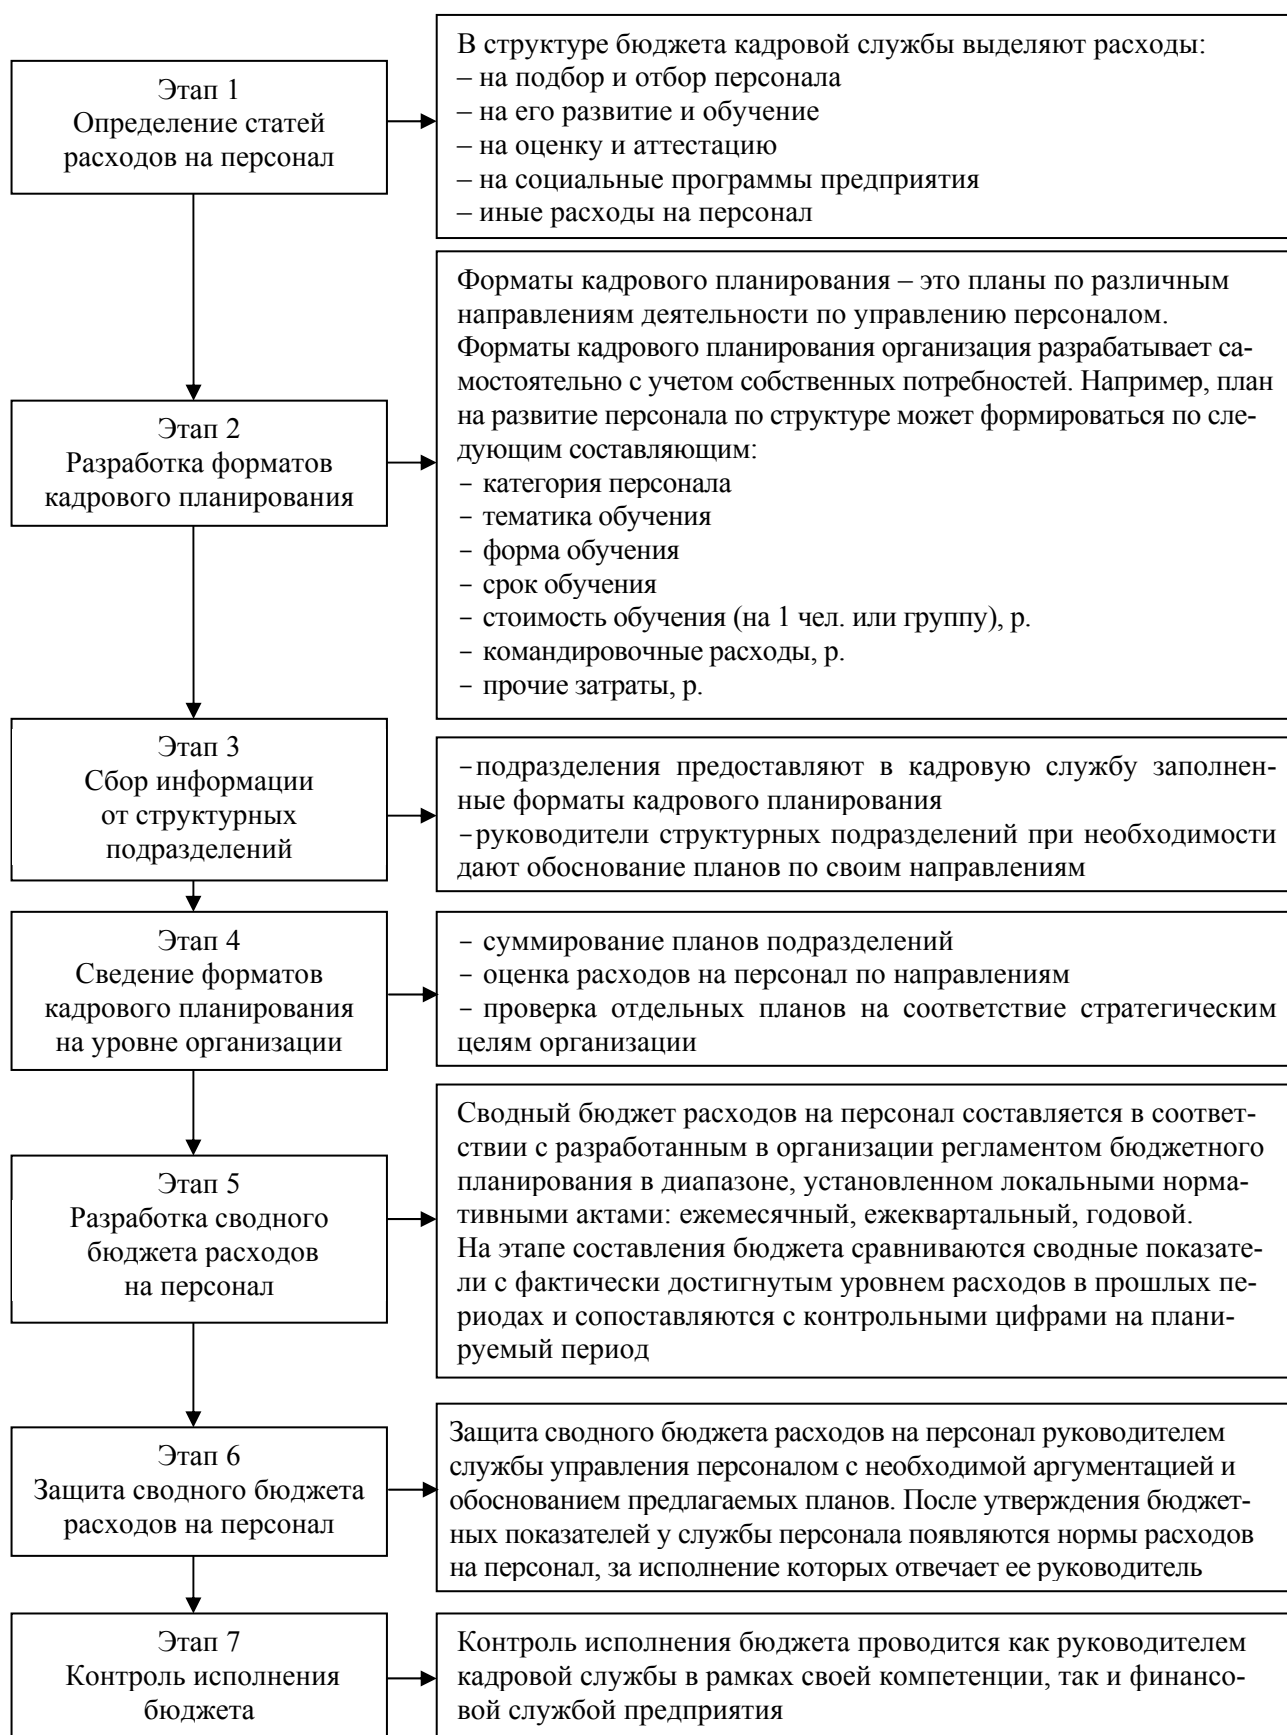 Этап 1
Определение статей
расходов на персонал
В структуре бюджета кадровой службы выделяют расходы:
– на подбор и отбор персонала
– на его развитие и обучение
– на оценку и аттестацию
– на социальные программы предприятия
– иные расходы на персонал
Этап 2
Разработка форматов
кадрового планирования
Форматы кадрового планирования – это планы по различным
направлениям деятельности по управлению персоналом.
Форматы кадрового планирования организация разрабатывает са-
мостоятельно с учетом собственных потребностей. Например, план
на развитие персонала по структуре может формироваться по сле-
дующим составляющим:
– категория персонала
– тематика обучения
– форма обучения
– срок обучения
– стоимость обучения (на 1 чел. или группу), р.
– командировочные расходы, р.
– прочие затраты, р.
Этап 3
Сбор информации
от структурных
подразделений
– подразделения предоставляют в кадровую службу заполнен-
ные форматы кадрового планирования
– руководители структурных подразделений при необходимости
дают обоснование планов по своим направлениям
Этап 4
Сведение форматов
кадрового планирования
на уровне организации
– суммирование планов подразделений
– оценка расходов на персонал по направлениям
– проверка отдельных планов на соответствие стратегическим
целям организации
Этап 5
Разработка сводного
бюджета расходов
на персонал
Сводный бюджет расходов на персонал составляется в соответ-
ствии с разработанным в организации регламентом бюджетного
планирования в диапазоне, установленном локальными норма-
тивными актами: ежемесячный, ежеквартальный, годовой.
На этапе составления бюджета сравниваются сводные показате-
ли с фактически достигнутым уровнем расходов в прошлых пе-
риодах и сопоставляются с контрольными цифрами на плани-
руемый период
Этап 6
Защита сводного бюджета
расходов на персонал
Защита сводного бюджета расходов на персонал руководителем
службы управления персоналом с необходимой аргументацией и
обоснованием предлагаемых планов. После утверждения бюджет-
ных показателей у службы персонала появляются нормы расходов
на персонал, за исполнение которых отвечает ее руководитель
Этап 7
Контроль исполнения
бюджета
Контроль исполнения бюджета проводится как руководителем
кадровой службы в рамках своей компетенции, так и финансо-
вой службой предприятия